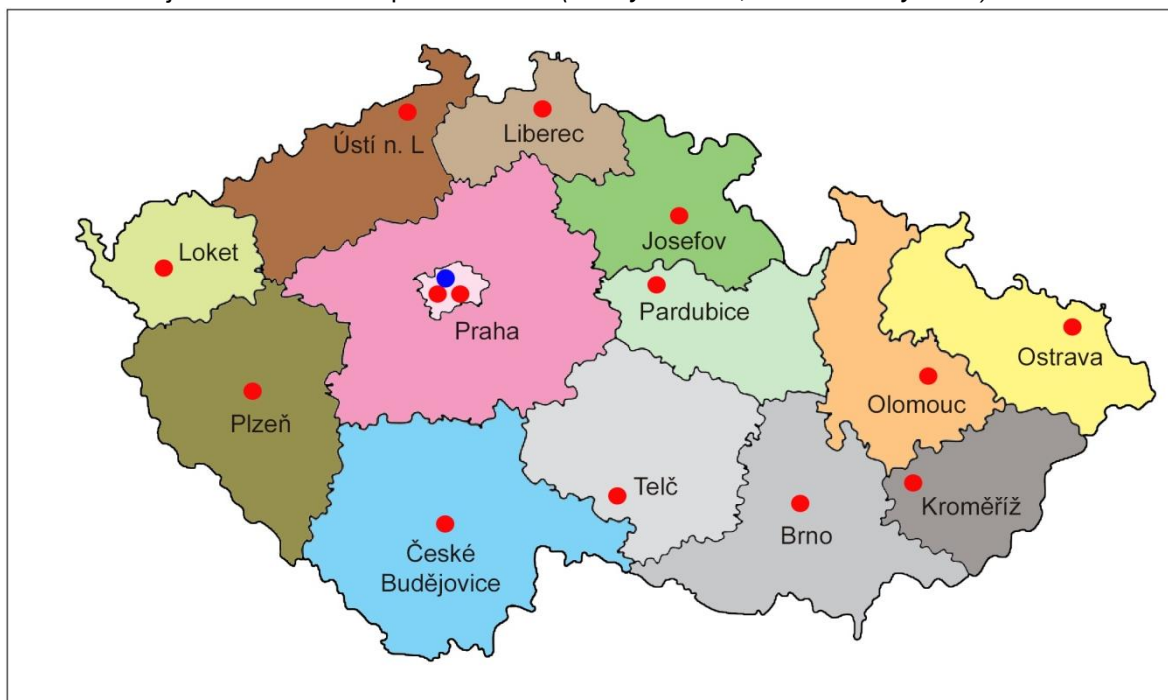 Ústí n. L
Liberec
Josefov
Loket
Pardubice
Praha
Ostrava
Plzeň
Olomouc
Telč
Kroměříž
Brno
České
Budějovice